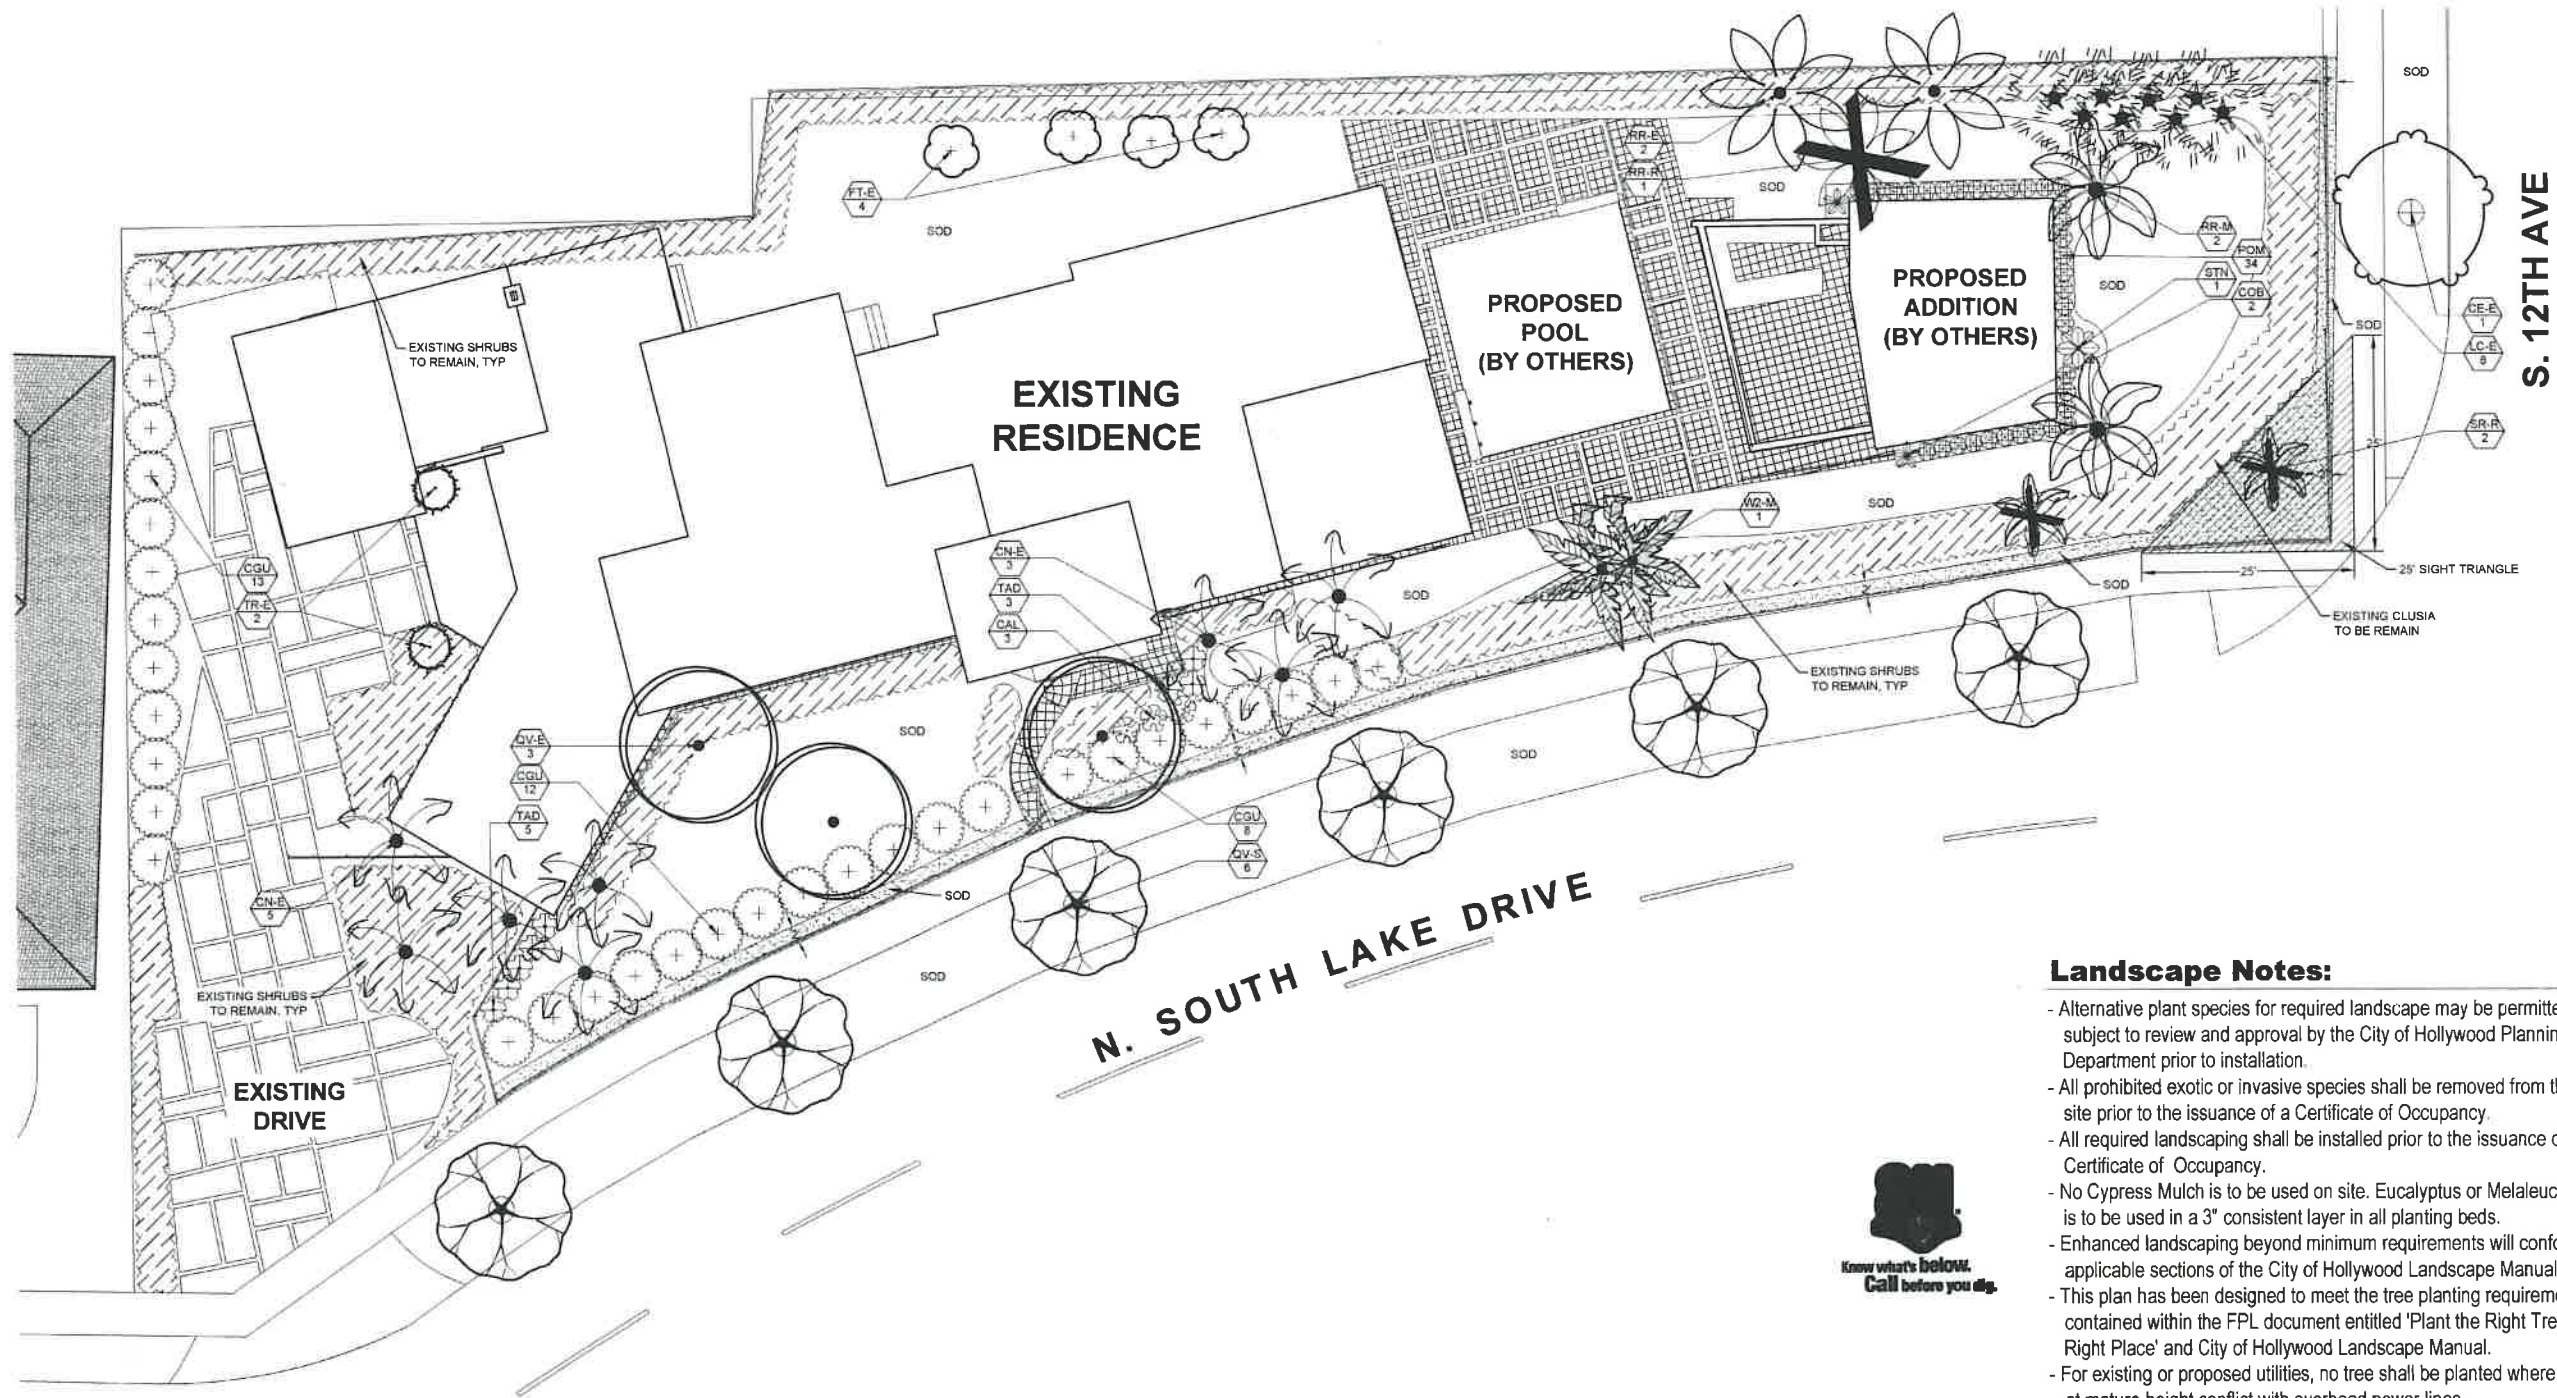 SOD
S. 12TH AVE
RR-E
2
RR-R
1
SOD
FT-E
4
SOD
RR-M
2
POM
34
STN
1
COB
2
SOD
PROPOSED
ADDITION
(BY OTHERS)
PROPOSED
POOL
(BY OTHERS)
EXISTING
RESIDENCE
EXISTING SHRUBS
TO REMAIN, TYP
CE-E
1
LC-E
8
SOD
SR-R
2
25'
25'
25' SIGHT TRIANGLE
EXISTING CLUSIA
TO BE REMAIN
W2-M
1
SOD
SOD
2'
CN-E
3
TAD
3
CAL
3
SOD
CGU
13
TR-E
2
EXISTING SHRUBS
TO REMAIN, TYP
SOD
SOD
2'
QV-E
3
CGU
12
TAD
5
CGU
8
QV-S
6
SOD
2'
CN-E
5
SOD
N. SOUTH LAKE DRIVE
EXISTING SHRUBS
TO REMAIN, TYP
EXISTING
DRIVE
Know what's below.
Call before you dig.
Landscape Notes:
- Alternative plant species for required landscape may be permitte
subject to review and approval by the City of Hollywood Plannin
Department prior to installation.
- All prohibited exotic or invasive species shall be removed from t
site prior to the issuance of a Certificate of Occupancy.
- All required landscaping shall be installed prior to the issuance o
Certificate of Occupancy.
- No Cypress Mulch is to be used on site. Eucalyptus or Melaleuc
is to be used in a 3" consistent layer in all planting beds.
- Enhanced landscaping beyond minimum requirements will confo
applicable sections of the City of Hollywood Landscape Manual
- This plan has been designed to meet the tree planting requirem
contained within the FPL document entitled 'Plant the Right Tre
Right Place' and City of Hollywood Landscape Manual.
- For existing or proposed utilities, no tree shall be planted where
at mature height conflict with overhead power lines